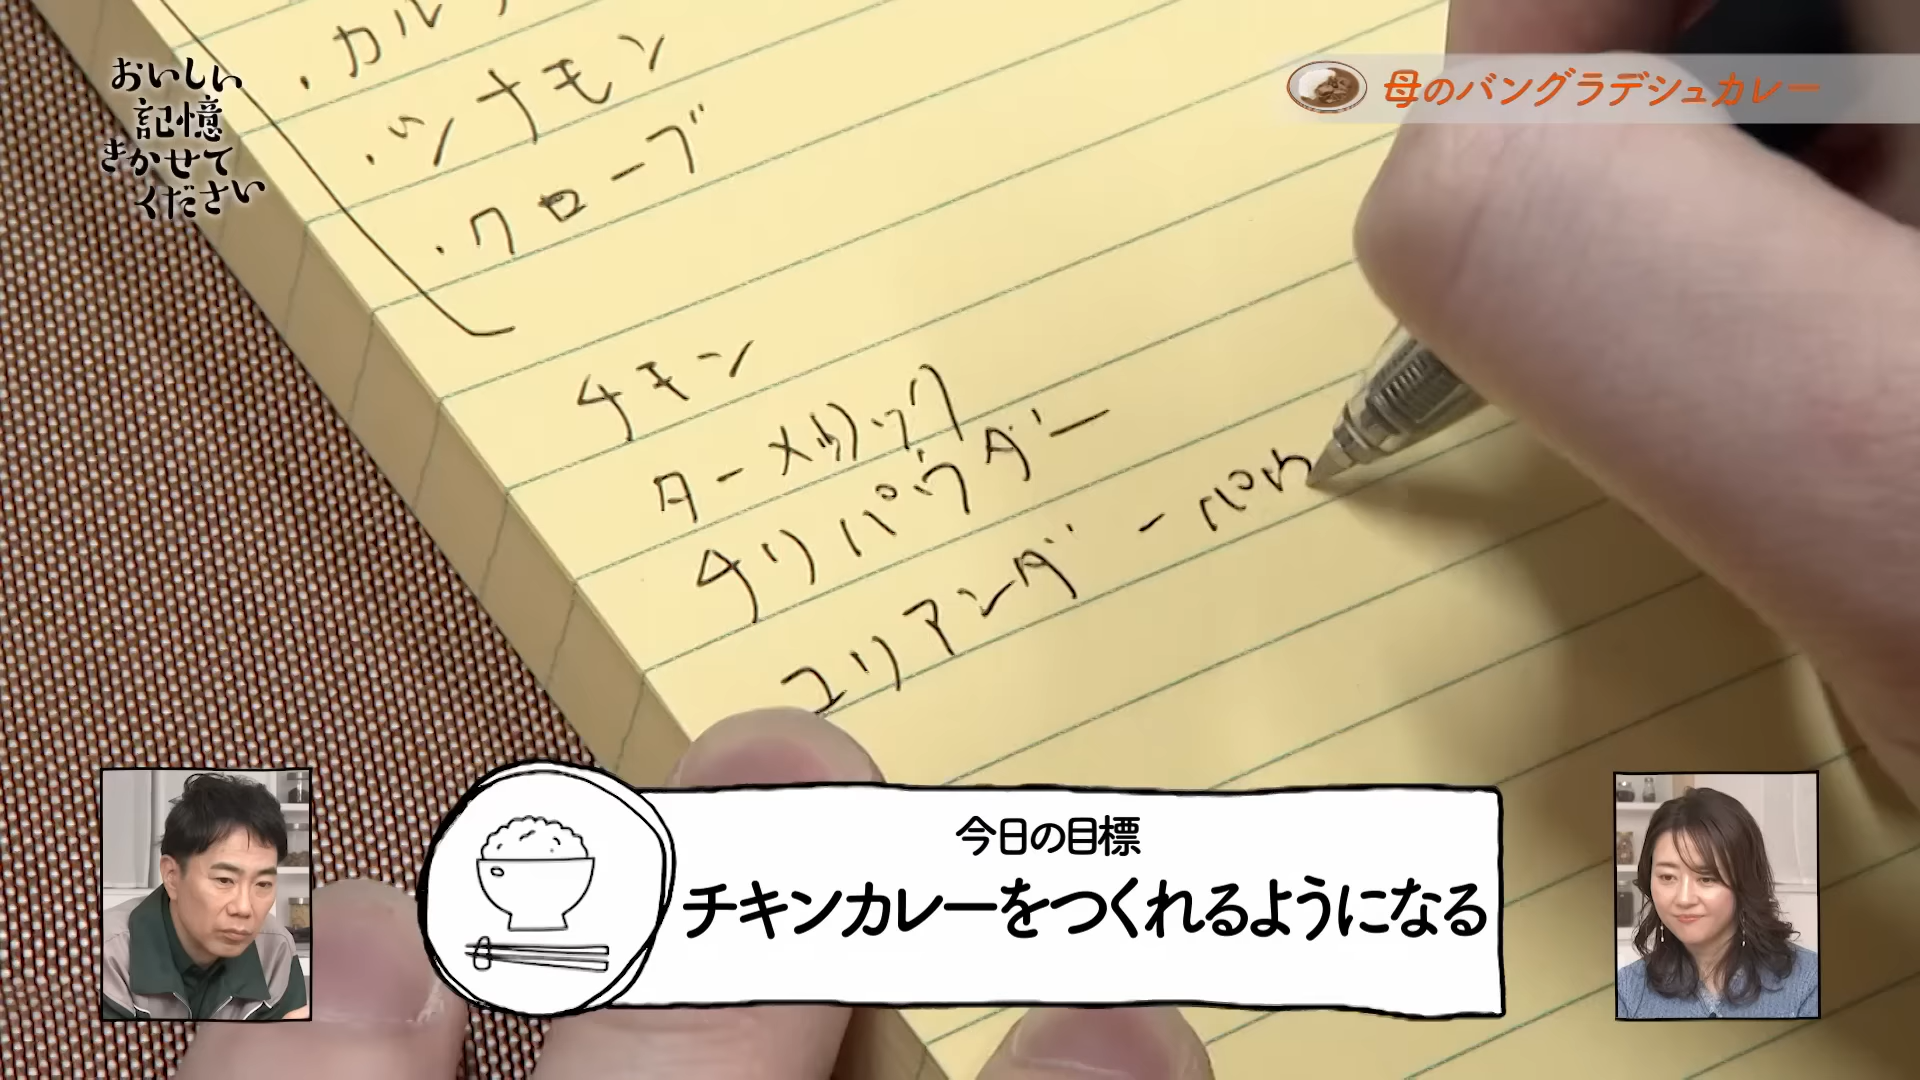 おいしい
記憶
きかせて
ください
母のバングラデシュカレー
・カル
・シナモン
・クローブ
チキン
ターメリック
チリパウダー
コリアンダーパウ
今日の目標
チキンカレーをつくれるようになる